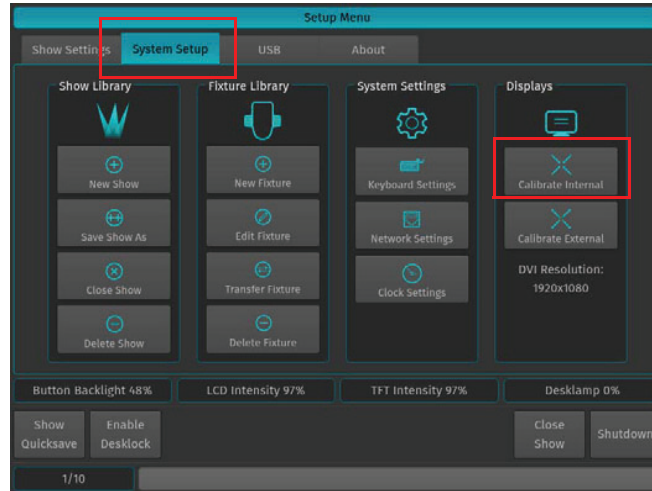 Setup Menu
Show Settings System Setup USB About
Show Library Fixture Library System Settings Displays
New Show New Fixture Keyboard Settings Calibrate Internal
Save Show As Edit Fixture Network Settings Calibrate External
Close Show Transfer Fixture Clock Settings DVI Resolution:
1920x1080
Delete Show Delete Fixture
Button Backlight 48% LCD Intensity 97% TFT Intensity 97% Desklamp 0%
Show Enable Close
Quicksave Desklock Show Shutdown
1/10